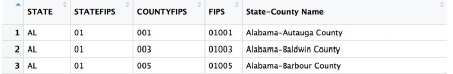 STATE STATEFIPS COUNTYFIPS FIPS State-County Name
1 AL 01 001 01001 Alabama-Autauga County
2 AL 01 003 01003 Alabama-Baldwin County
3 AL 01 005 01005 Alabama-Barbour County